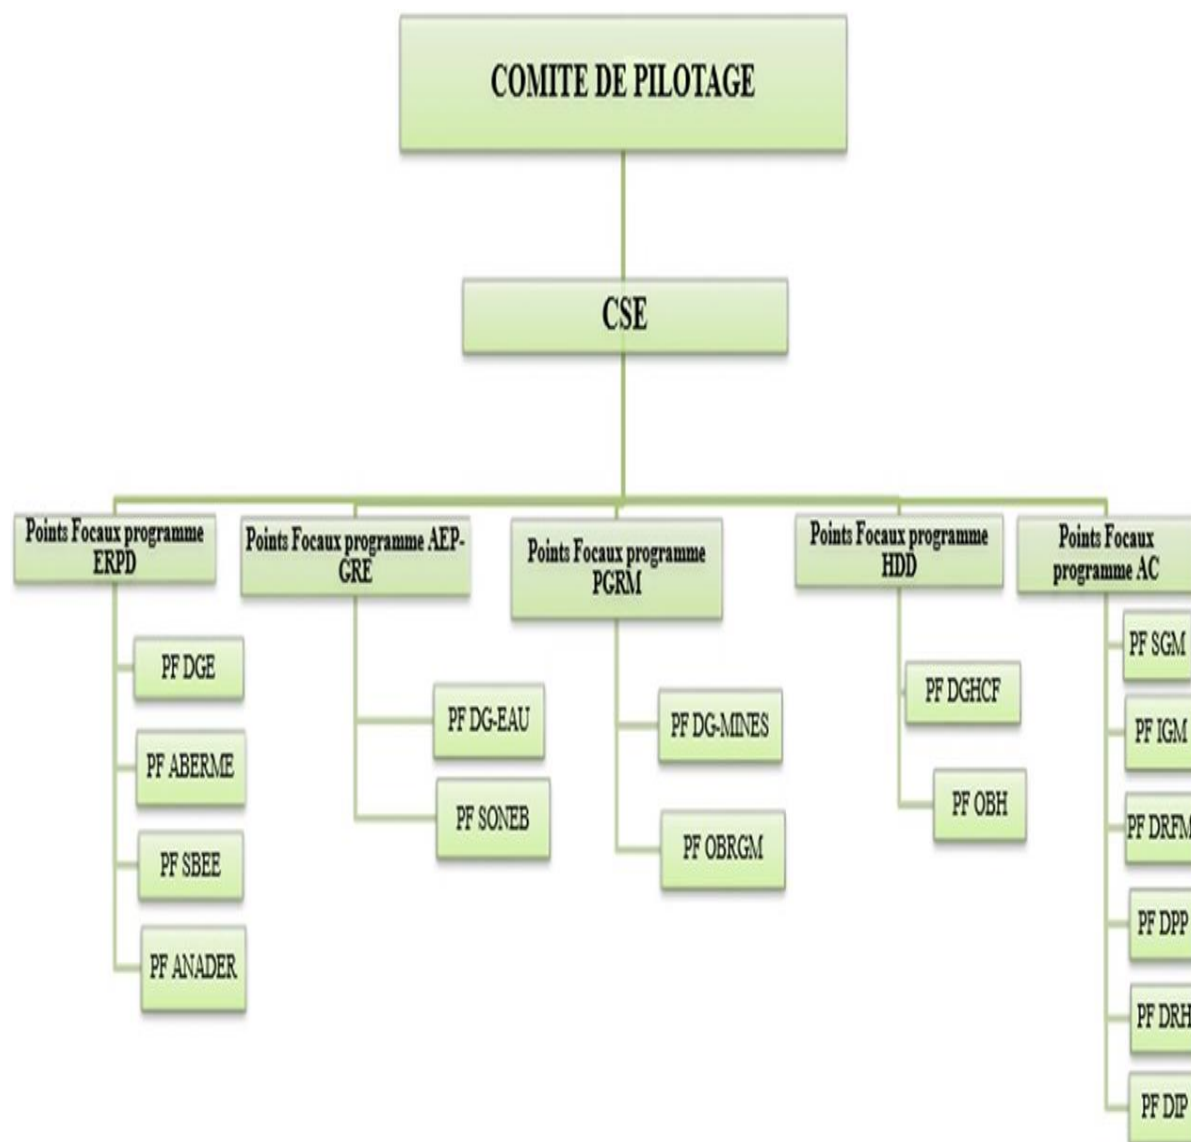 COMITE DE PILOTAGE
CSE
Points Focaux programme
ERPD
PF DGE
PF ABERME
PF SBEE
PF ANADER
Points Focaux programme AEP-
GRE
PF DG-EAU
PF SONEB
Points Focaux programme
PGRM
PF DG-MINES
PF OBRGM
Points Focaux programme
HDD
PF DGHCF
PF OBH
Points Focaux
programme AC
PF SGM
PF IGM
PF DRFM
PF DPP
PF DRH
PF DIP